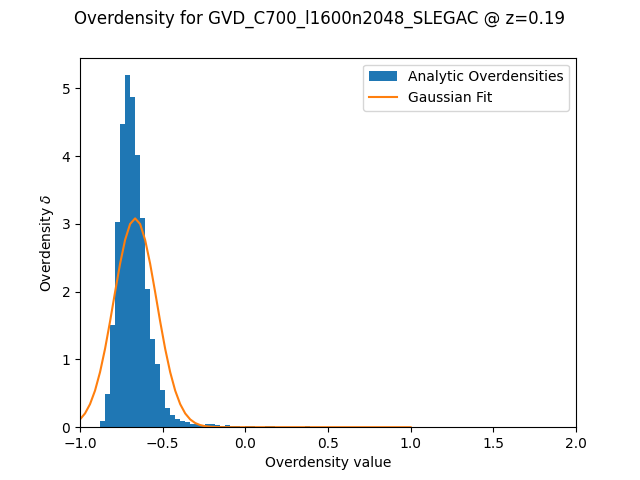 Overdensity for GVD_C700_l1600n2048_SLEGAC @ z=0.19
Analytic Overdensities
Gaussian Fit
Overdensity δ
5
4
3
2
1
0
−1.0 −0.5 0.0 0.5 1.0 1.5 2.0
Overdensity value